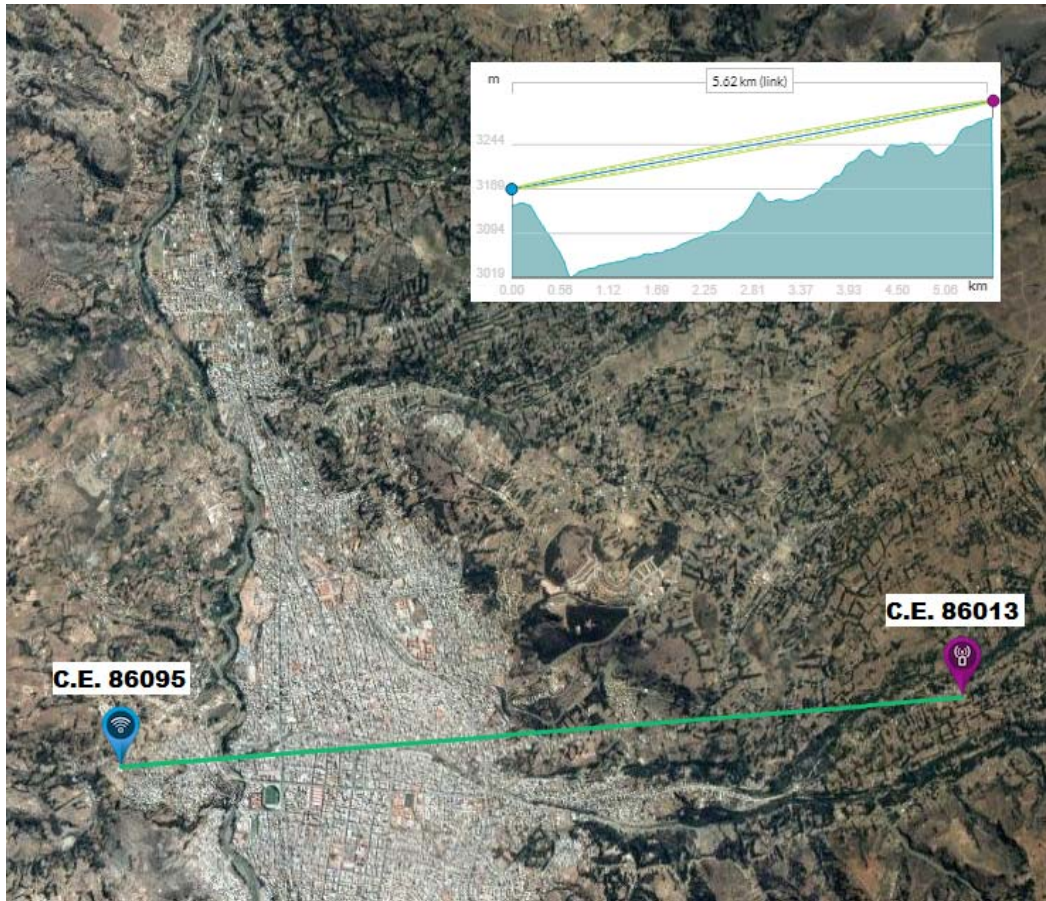 m
5.62 km (link)
3244
3169
3094
3019
0.00 0.56 1.12 1.69 2.25 2.81 3.37 3.93 4.50 5.06 km
C.E. 86013
C.E. 86095